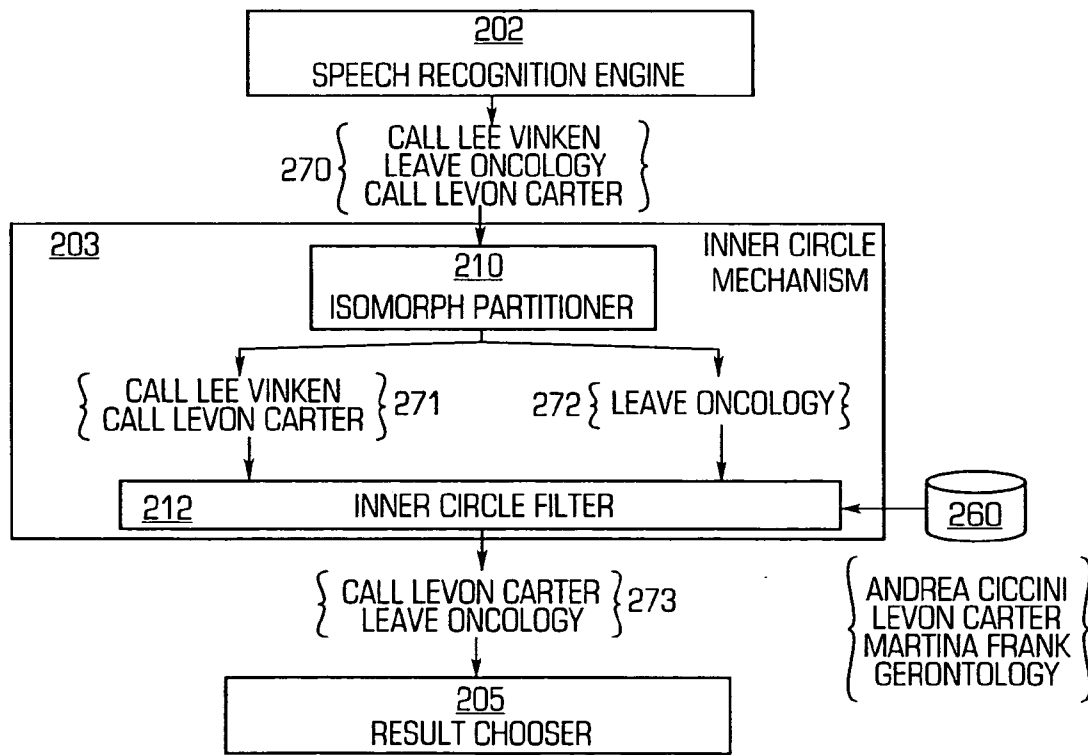 202
SPEECH RECOGNITION ENGINE
270
CALL LEE VINKEN
LEAVE ONCOLOGY
CALL LEVON CARTER
203
INNER CIRCLE
MECHANISM
210
ISOMORPH PARTITIONER
CALL LEE VINKEN
CALL LEVON CARTER
271
272
LEAVE ONCOLOGY
212
INNER CIRCLE FILTER
260
CALL LEVON CARTER
LEAVE ONCOLOGY
273
ANDREA CICCINI
LEVON CARTER
MARTINA FRANK
GERONTOLOGY
205
RESULT CHOOSER